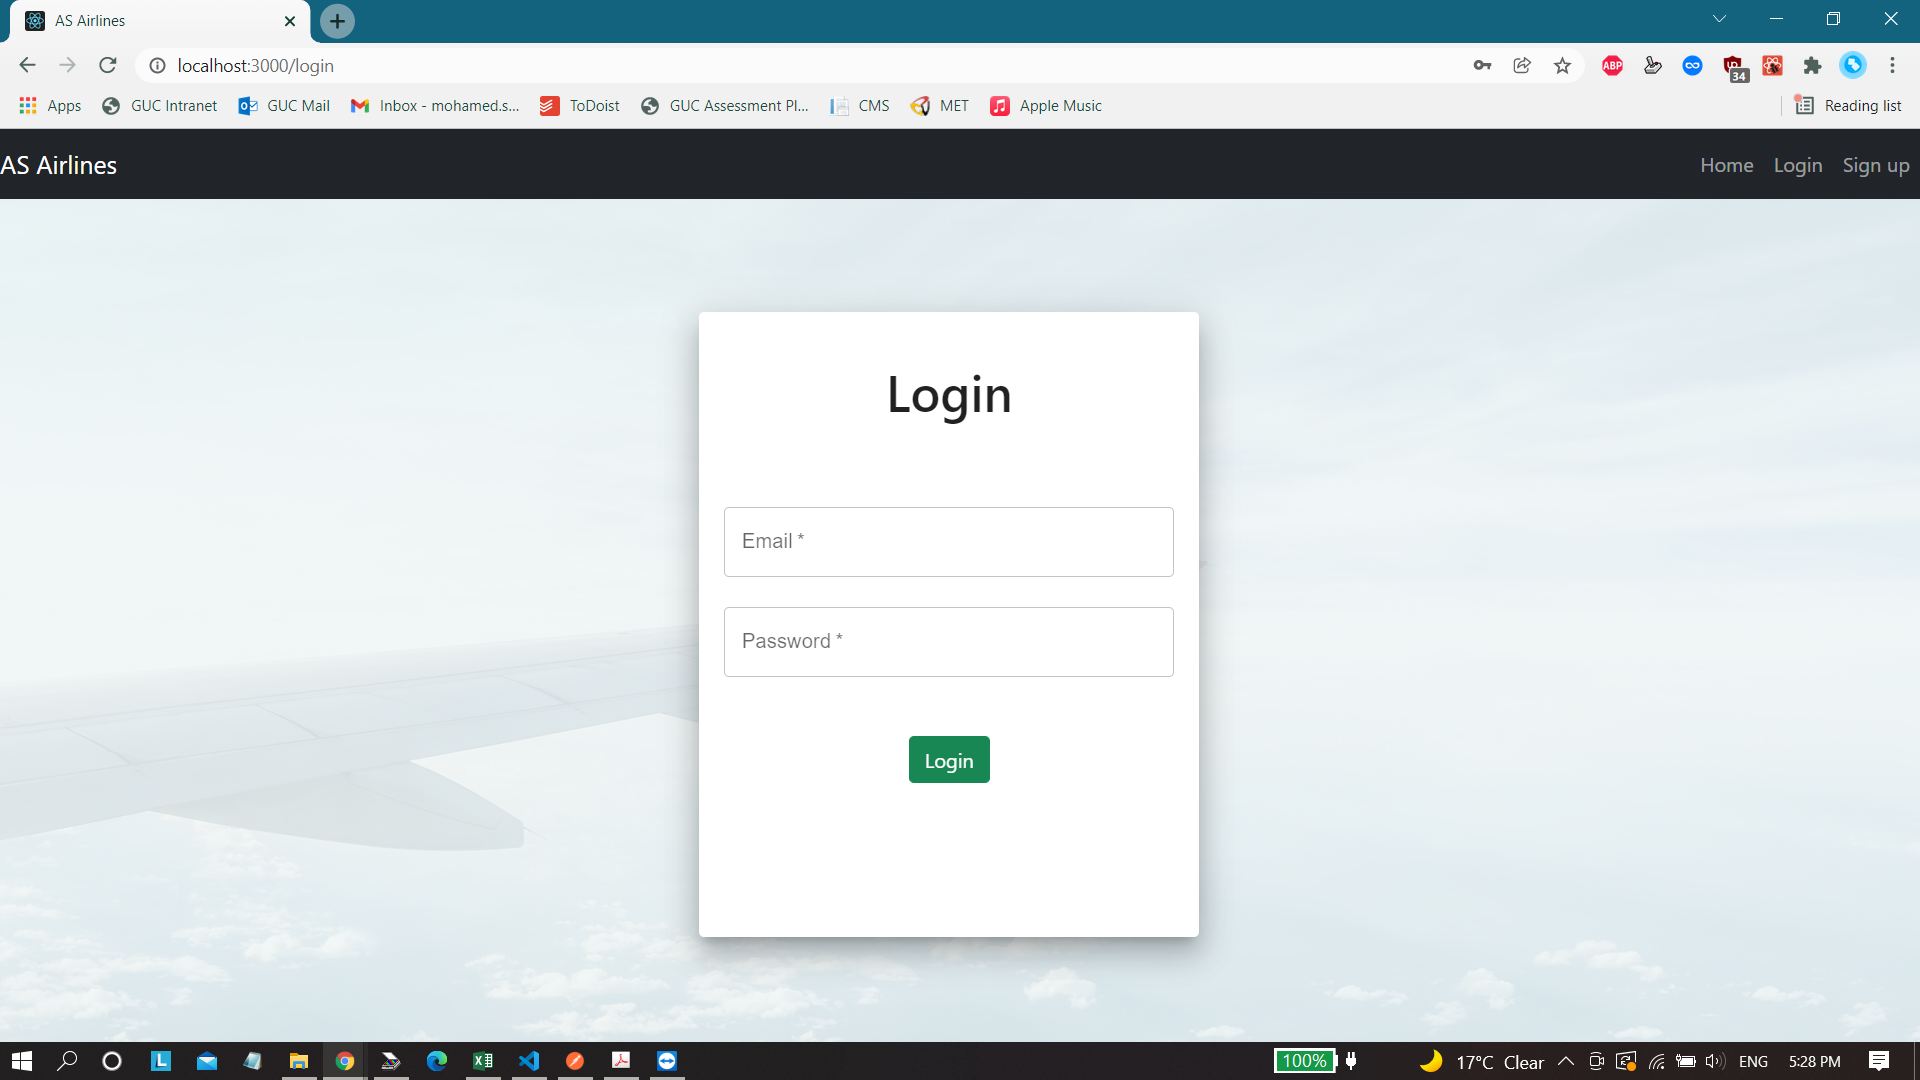 AS Airlines
localhost:3000/login
ABP
34
Apps GUC Intranet GUC Mail Inbox - mohamed.s... ToDoist GUC Assessment Pl... CMS MET Apple Music Reading list
AS Airlines Home Login Sign up
Login
Email *
Password *
Login
100% 17°C Clear ENG 5:28 PM